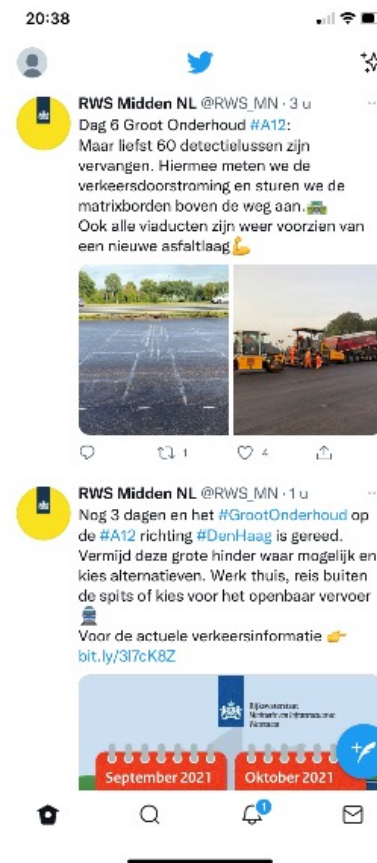 20:38
RWS Midden NL @RWS_MN · 3 u
Dag 6 Groot Onderhoud #A12:
Maar liefst 60 detectielussen zijn
vervangen. Hiermee meten we de
verkeersdoorstroming en sturen we de
matrixborden boven de weg aan.
Ook alle viaducten zijn weer voorzien van
een nieuwe asfaltlaag
1
4
RWS Midden NL @RWS_MN · 1 u
Nog 3 dagen en het #GrootOnderhoud op
de #A12 richting #DenHaag is gereed.
Vermijd deze grote hinder waar mogelijk en
kies alternatieven. Werk thuis, reis buiten
de spits of kies voor het openbaar vervoer
Voor de actuele verkeersinformatie
bit.ly/3l7cK8Z
Rijkswaterstaat
Ministerie van Infrastructuur en
Waterstaat
September 2021
Oktober 2021
1